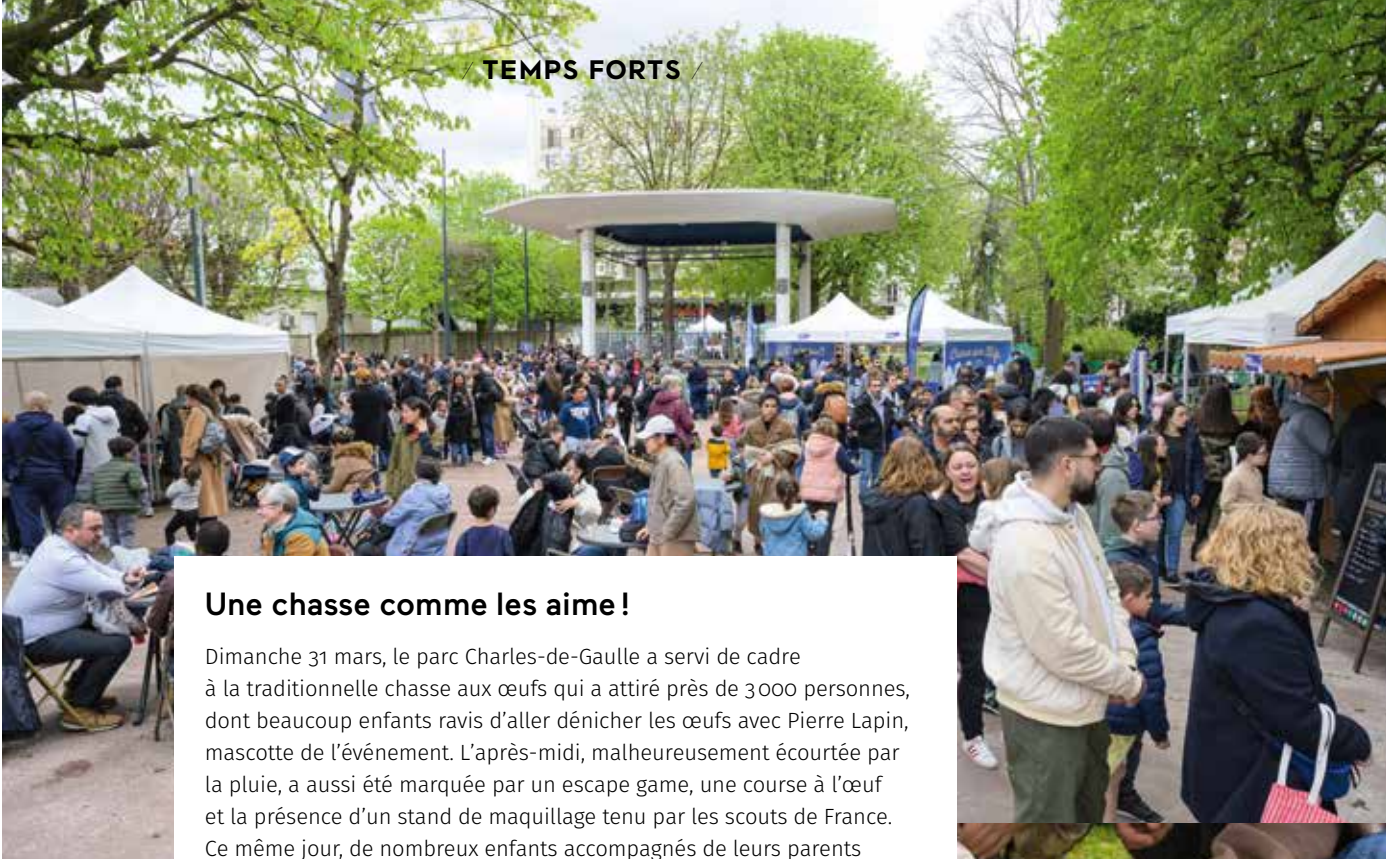 / TEMPS FORTS /
Une chasse comme les aime !
Dimanche 31 mars, le parc Charles-de-Gaulle a servi de cadre
à la traditionnelle chasse aux œufs qui a attiré près de 3 000 personnes,
dont beaucoup enfants ravis d’aller dénicher les œufs avec Pierre Lapin,
mascotte de l’événement. L’après-midi, malheureusement écourtée par
la pluie, a aussi été marquée par un escape game, une course à l’œuf
et la présence d’un stand de maquillage tenu par les scouts de France.
Ce même jour, de nombreux enfants accompagnés de leurs parents